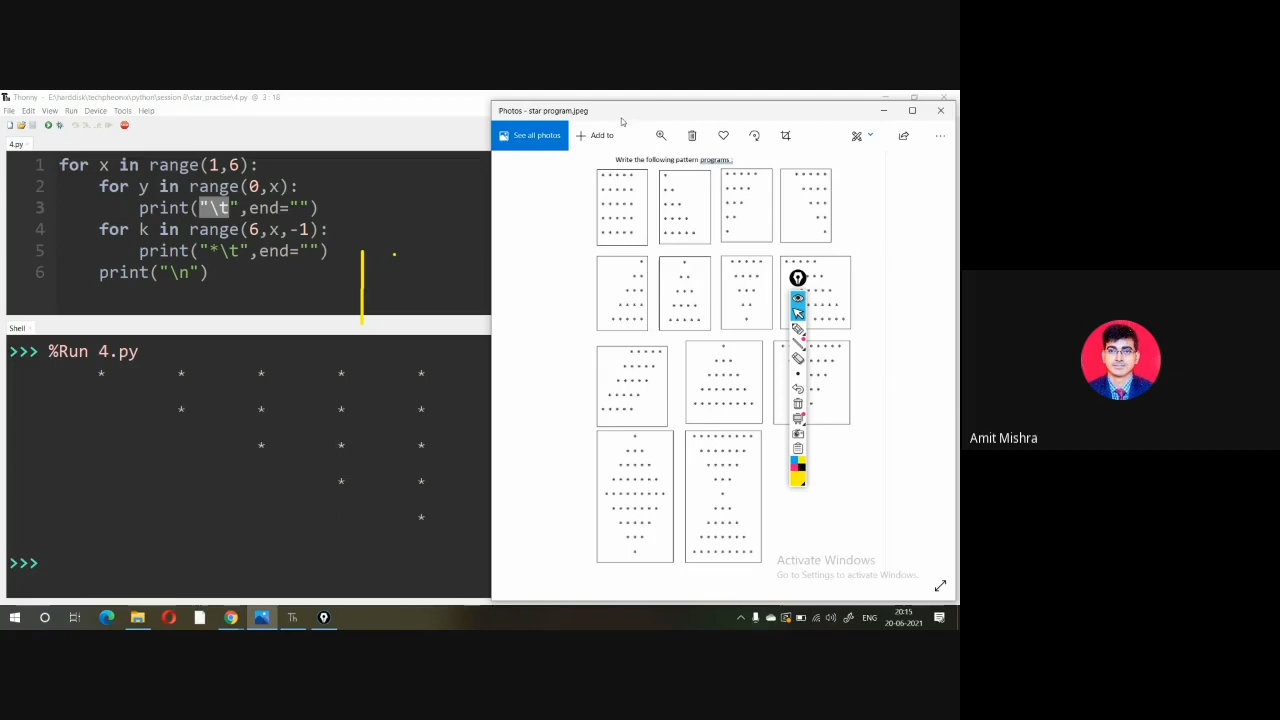 Thonny - E:\harddisk\techpheonix\python\session 8\star_practise\4.py @ 3 : 18
File Edit View Run Device Tools Help
4.py
1 for x in range(1,6):
2     for y in range(0,x):
3         print("\t",end="")
4     for k in range(6,x,-1):
5         print("*\t",end="")
6     print("\n")
Shell
>>> %Run 4.py
* * * * *
* * * *
* * *
* *
*
>>>
Photos - star program.jpeg
See all photos
Add to
Write the following pattern programs :
Activate Windows
Go to Settings to activate Windows.
Amit Mishra
Th
ENG
20:15
20-06-2021